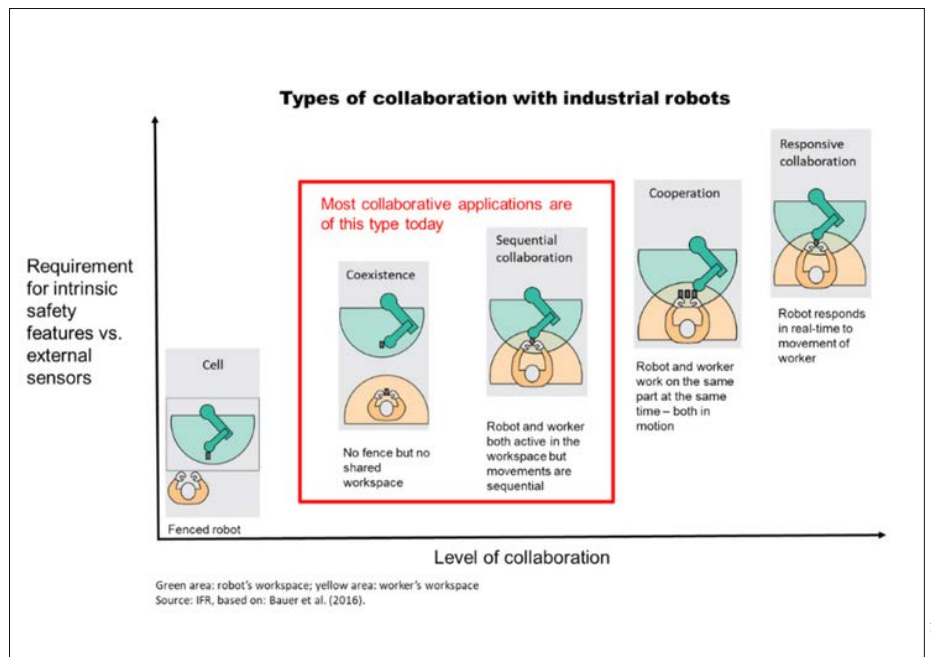 Types of collaboration with industrial robots
Responsive
collaboration
Cooperation
Most collaborative applications are
of this type today
Sequential
collaboration
Coexistence
Requirement
for intrinsic
safety
features vs.
external
sensors
Cell
Robot responds
in real-time to
movement of
worker
Robot and worker
work on the same
part at the same
time – both in
motion
No fence but no
shared
workspace
Robot and worker
both active in the
workspace but
movements are
sequential
Fenced robot
Level of collaboration
Green area: robot's workspace; yellow area: worker's workspace
Source: IFR, based on: Bauer et al. (2016).